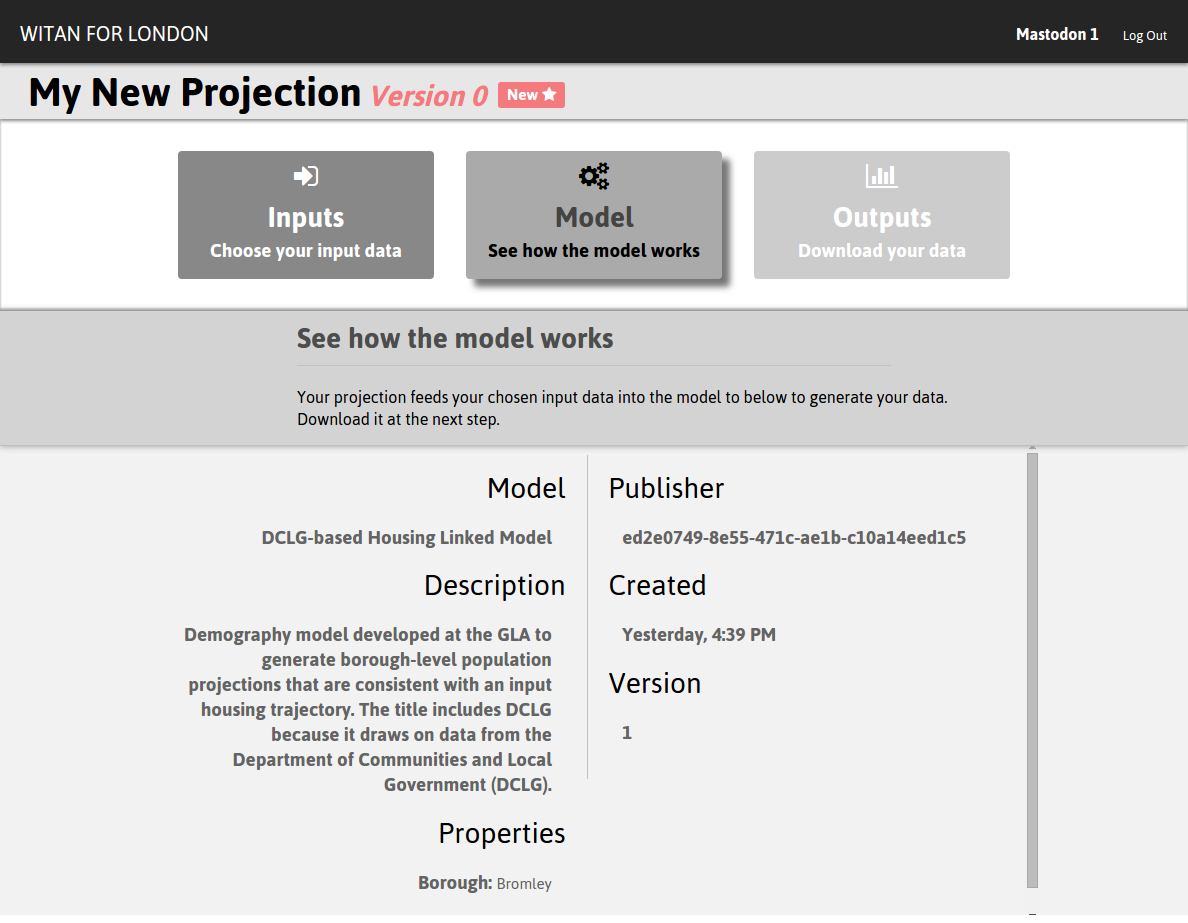 WITAN FOR LONDON
Mastodon 1 Log Out
My New Projection Version 0 New
Inputs
Choose your input data
Model
See how the model works
Outputs
Download your data
See how the model works
Your projection feeds your chosen input data into the model to below to generate your data.
Download it at the next step.
Model
DCLG-based Housing Linked Model
Description
Demography model developed at the GLA to
generate borough-level population
projections that are consistent with an input
housing trajectory. The title includes DCLG
because it draws on data from the
Department of Communities and Local
Government (DCLG).
Properties
Borough: Bromley
Publisher
ed2e0749-8e55-471c-ae1b-c10a14eed1c5
Created
Yesterday, 4:39 PM
Version
1